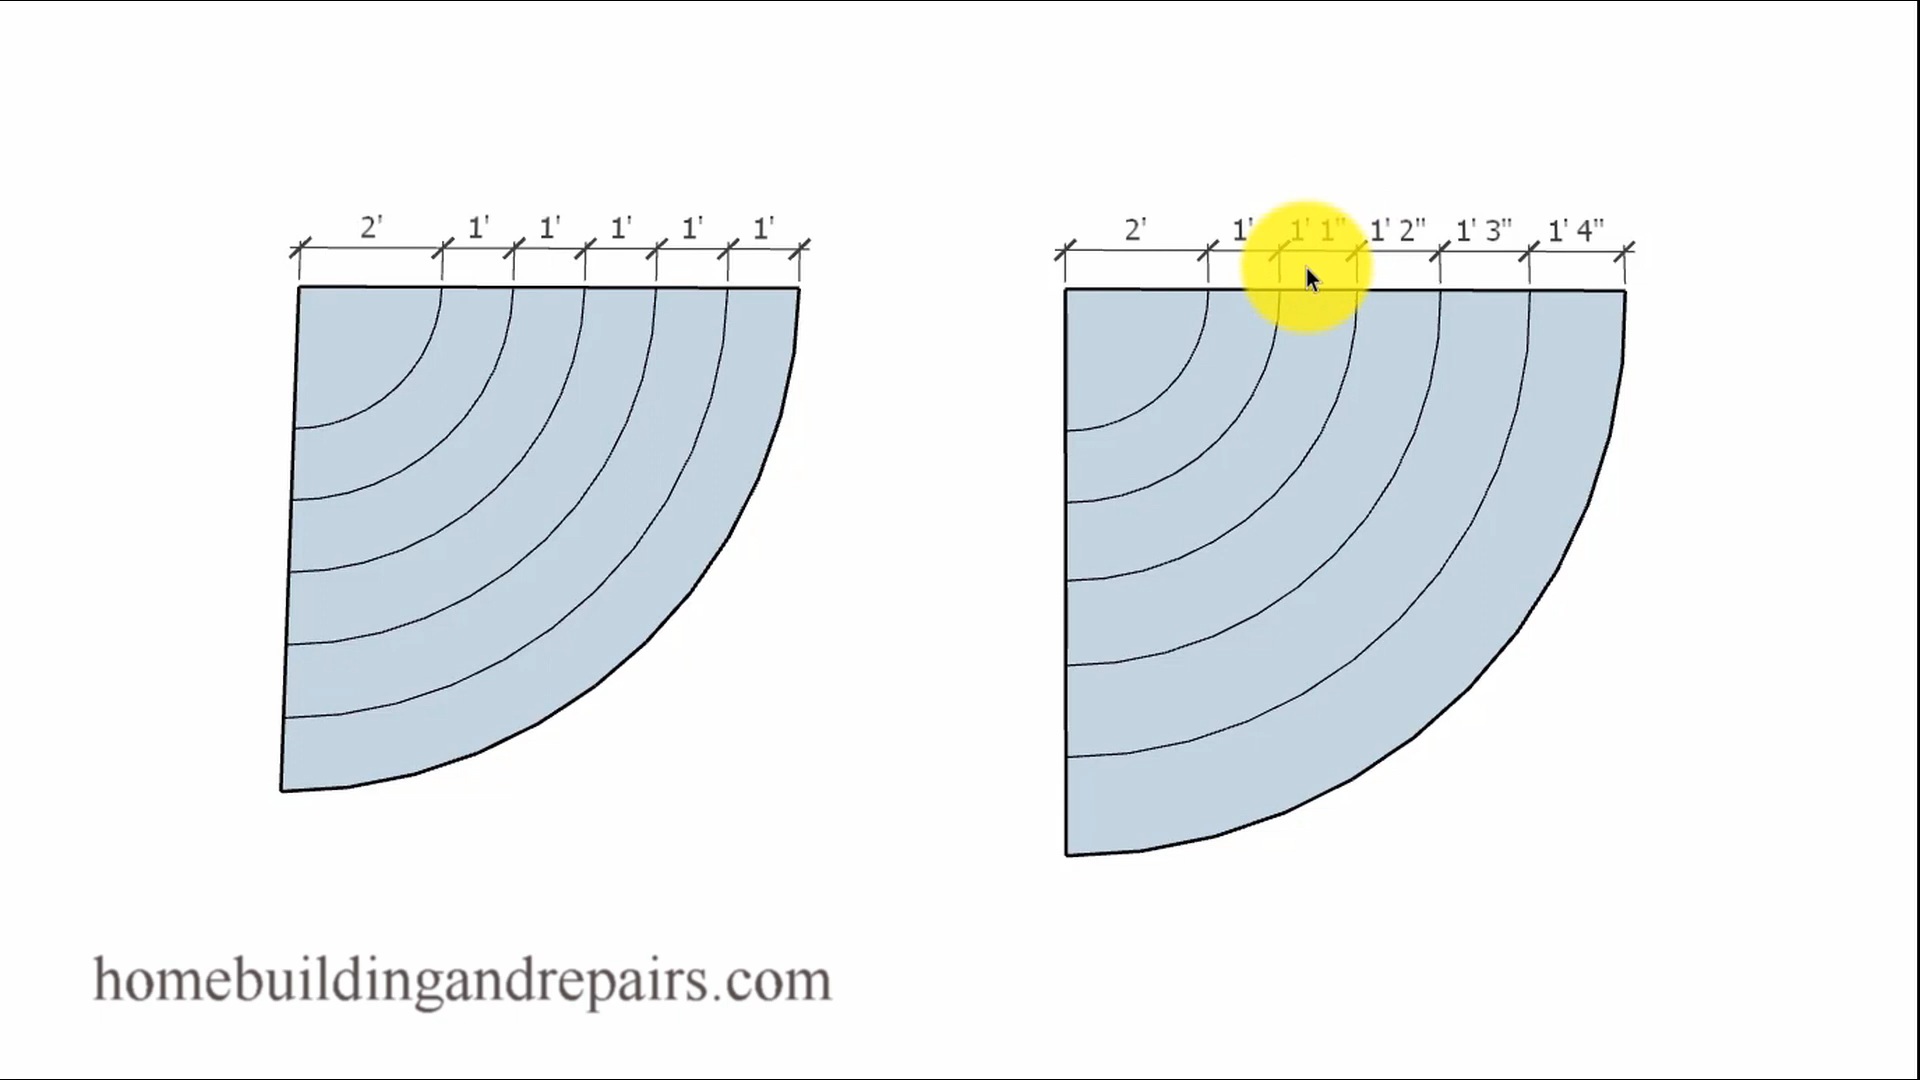 2' 1' 1' 1' 1' 1'
2' 1' 1' 1" 1' 2" 1' 3" 1' 4"
homebuildingandrepairs.com